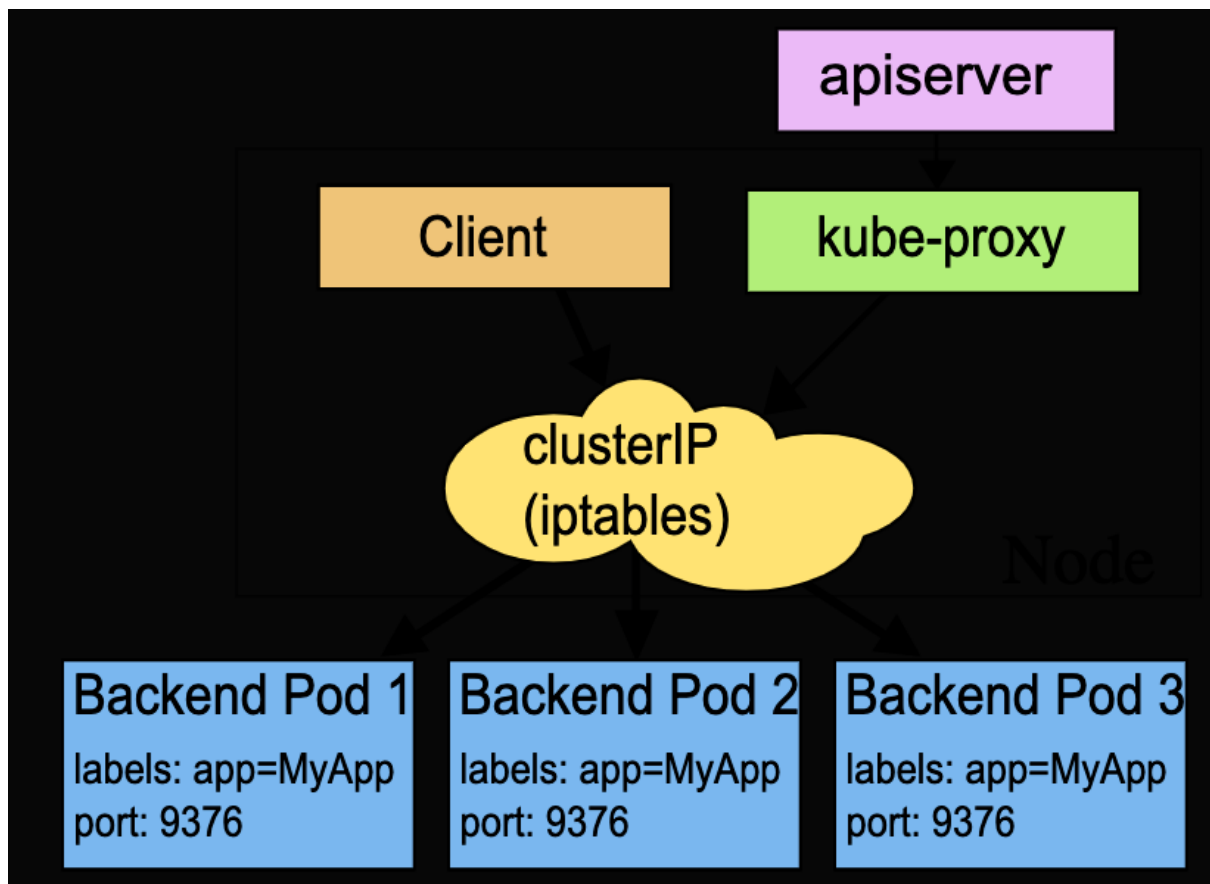 apiserver
Client
kube-proxy
clusterIP
(iptables)
Node
Backend Pod 1
labels: app=MyApp
port: 9376
Backend Pod 2
labels: app=MyApp
port: 9376
Backend Pod 3
labels: app=MyApp
port: 9376